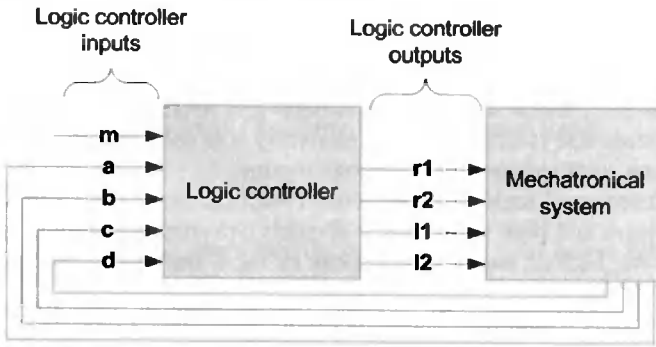 Logic controller
inputs
Logic controller
outputs
m
a
b
c
d
Logic controller
r1
r2
l1
l2
Mechatronical
system